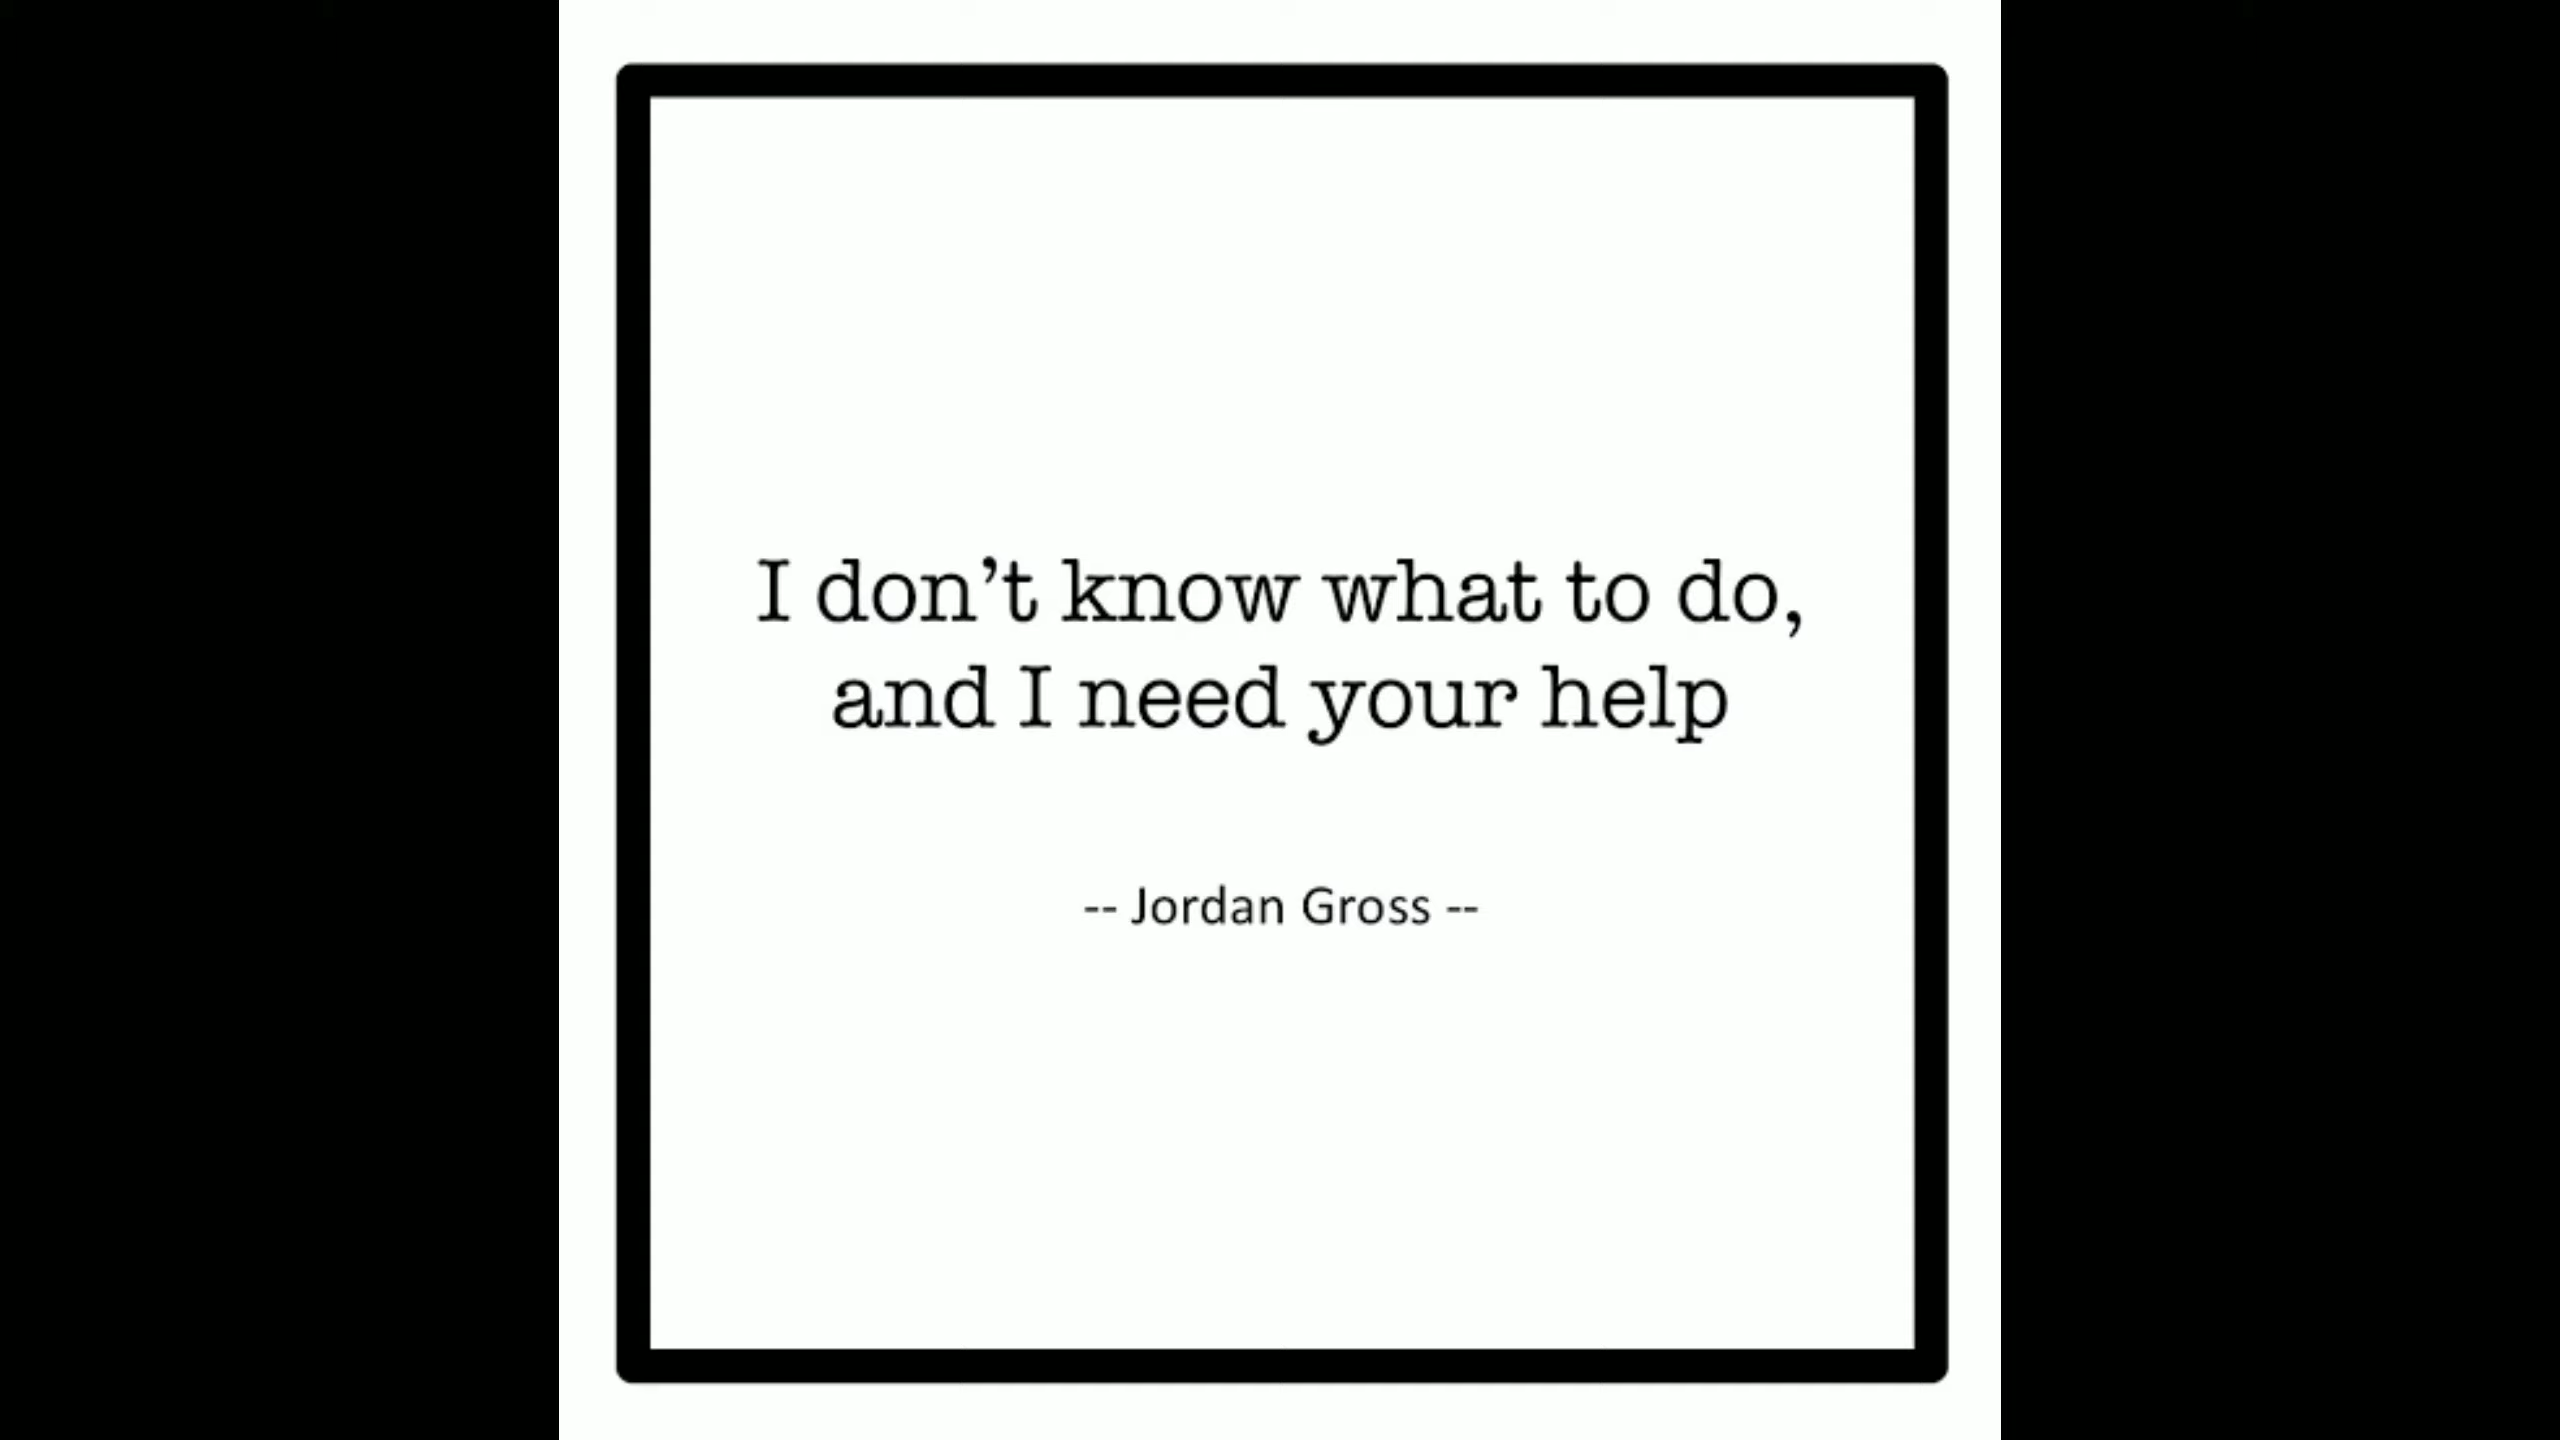 I don’t know what to do,
and I need your help
-- Jordan Gross --